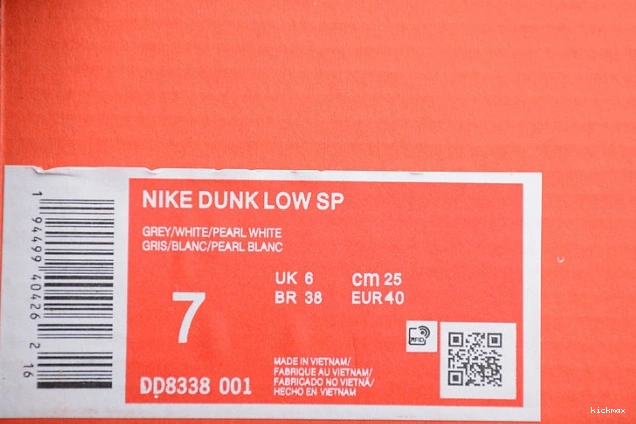 NIKE DUNK LOW SP
GREY/WHITE/PEARL WHITE
GRIS/BLANC/PEARL BLANC
UK 6 cm 25
BR 38 EUR 40
7
RFID
MADE IN VIETNAM/
FABRIQUE AU VIETNAM/
FABRICADO NO VIETNÃ/
HECHO EN VIETNAM
DD8338 001
1 94499 40426 2 16
kickmax